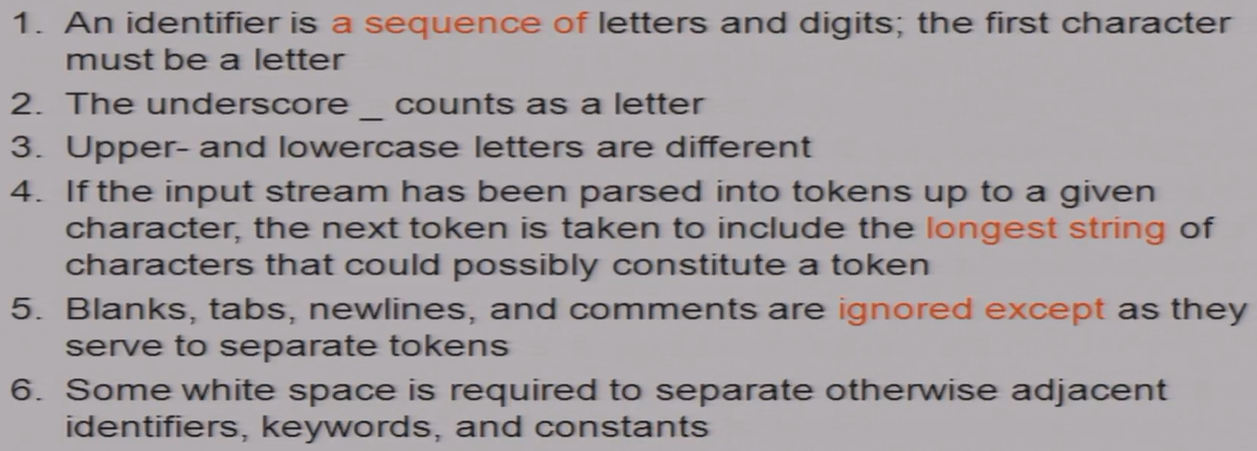 1. An identifier is a sequence of letters and digits; the first character
must be a letter
2. The underscore _ counts as a letter
3. Upper- and lowercase letters are different
4. If the input stream has been parsed into tokens up to a given
character, the next token is taken to include the longest string of
characters that could possibly constitute a token
5. Blanks, tabs, newlines, and comments are ignored except as they
serve to separate tokens
6. Some white space is required to separate otherwise adjacent
identifiers, keywords, and constants